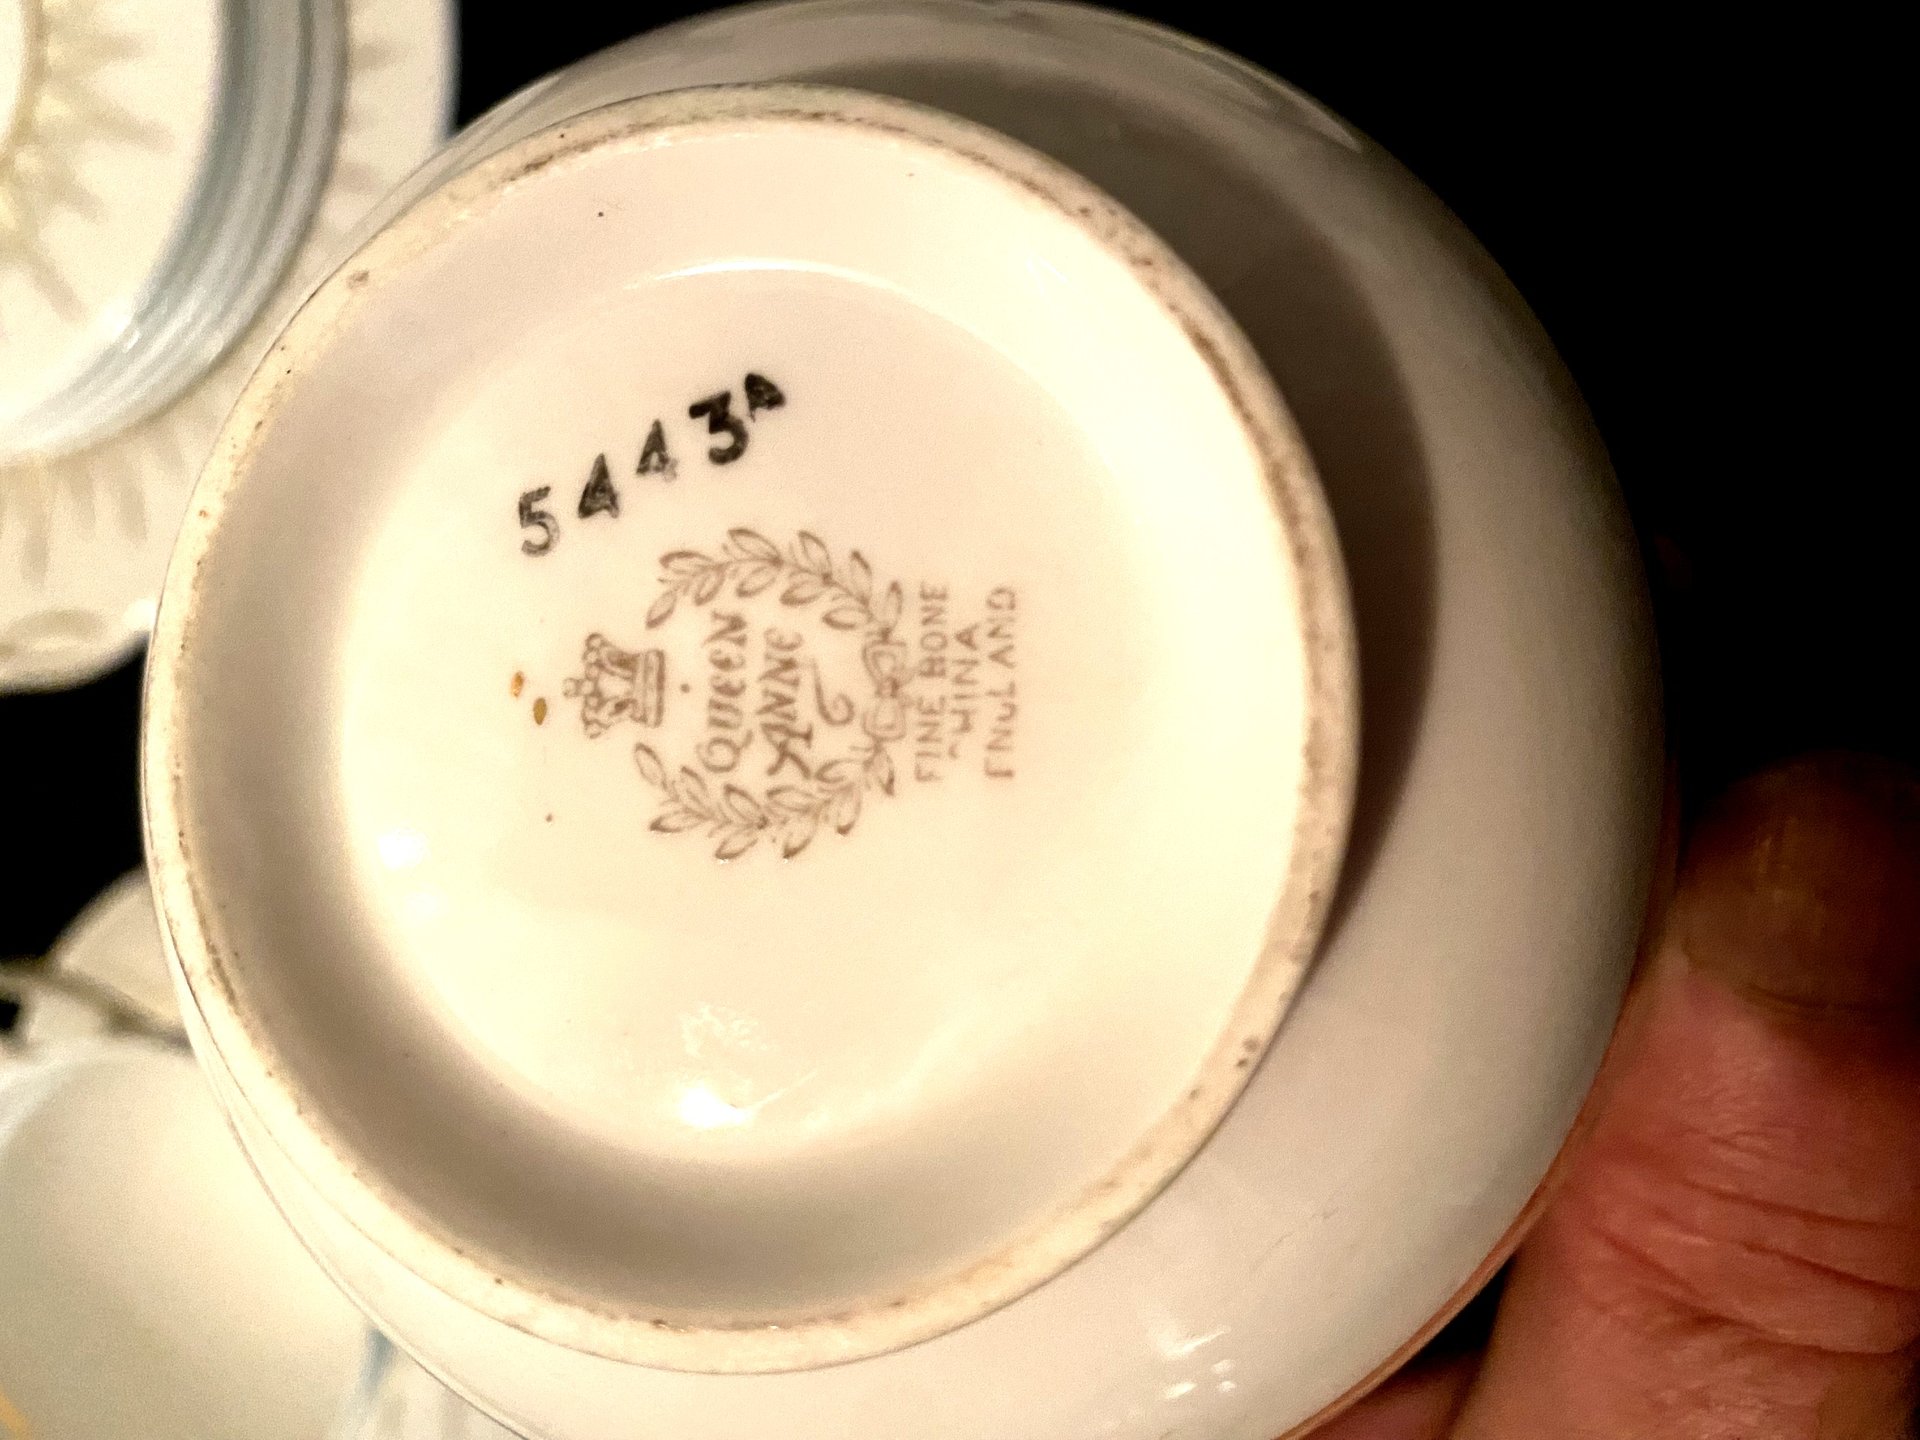 5443A
QUEEN
ANNE
FINE BONE
CHINA
ENGLAND